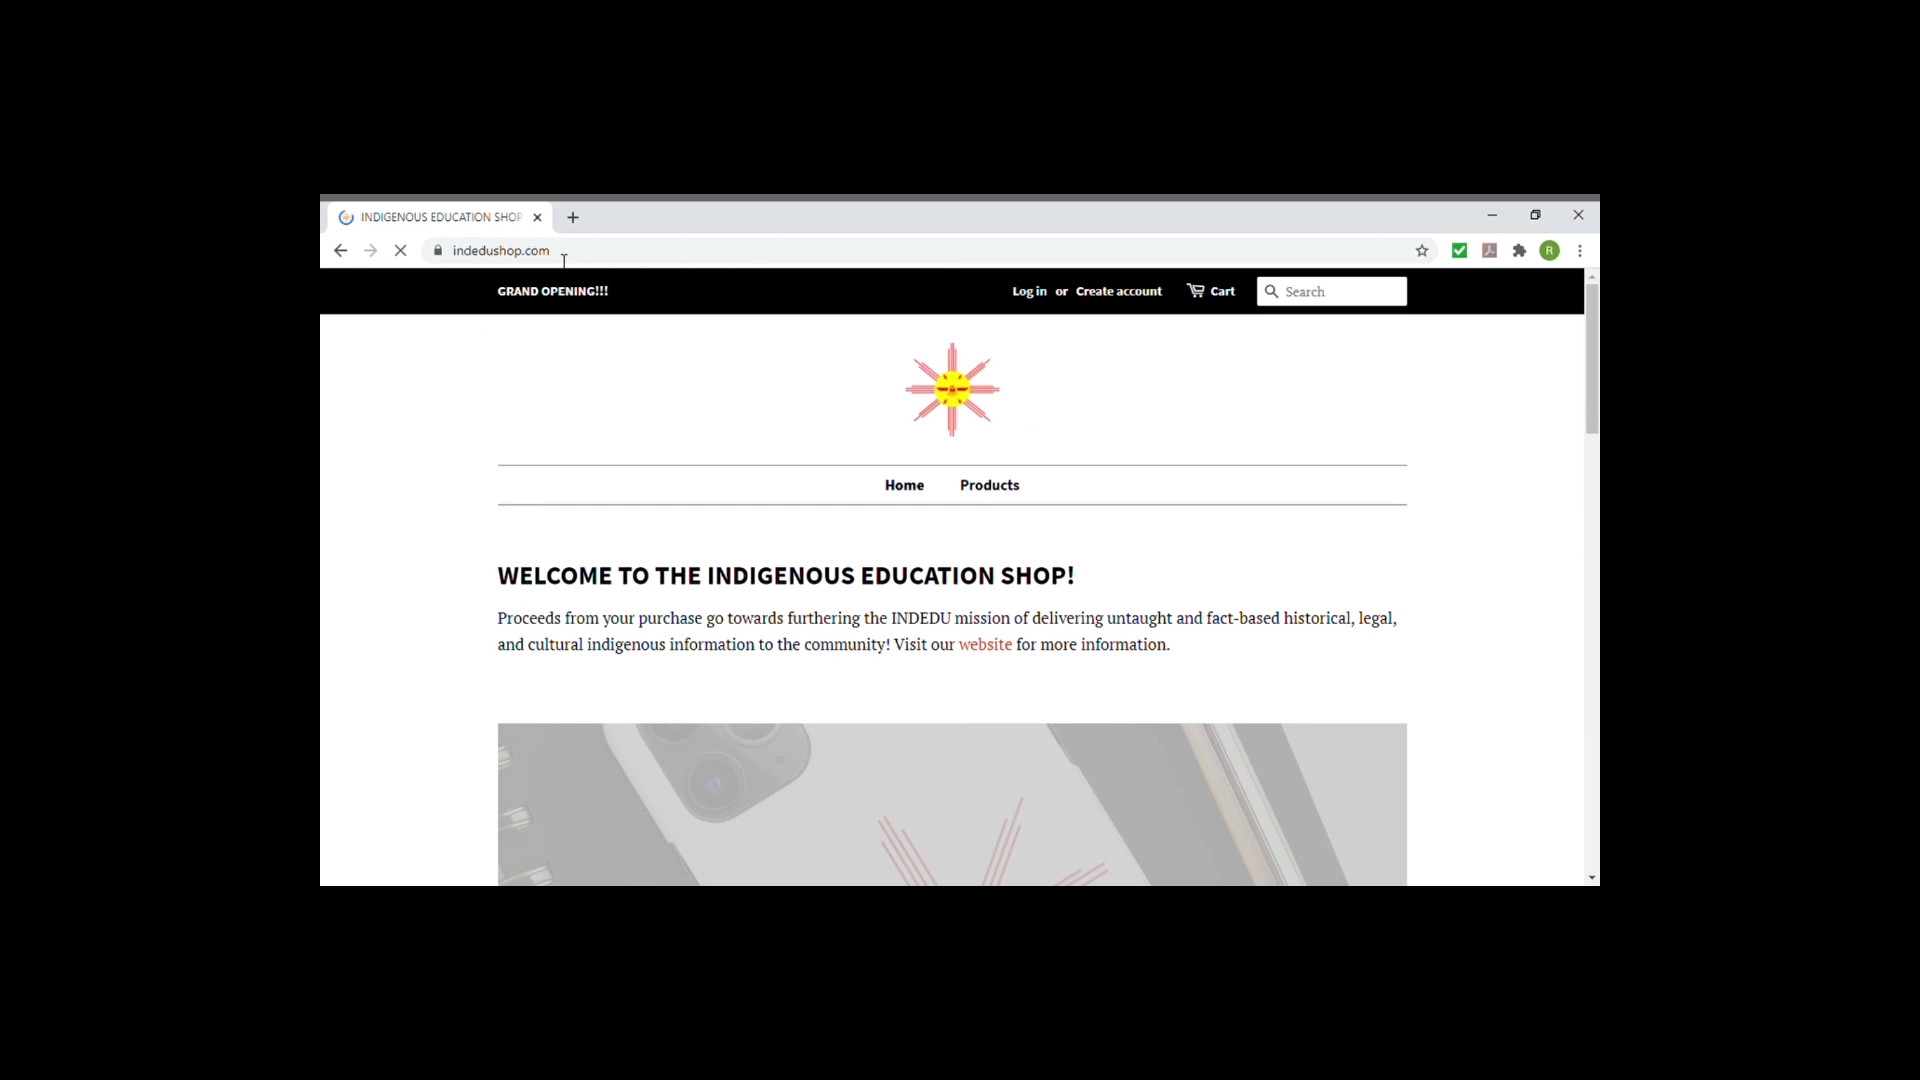 INDIGENOUS EDUCATION SHOP
indedushop.com
R
GRAND OPENING!!!
Log in or Create account Cart Search
Home Products
WELCOME TO THE INDIGENOUS EDUCATION SHOP!
Proceeds from your purchase go towards furthering the INDEDU mission of delivering untaught and fact-based historical, legal,
and cultural indigenous information to the community! Visit our website for more information.